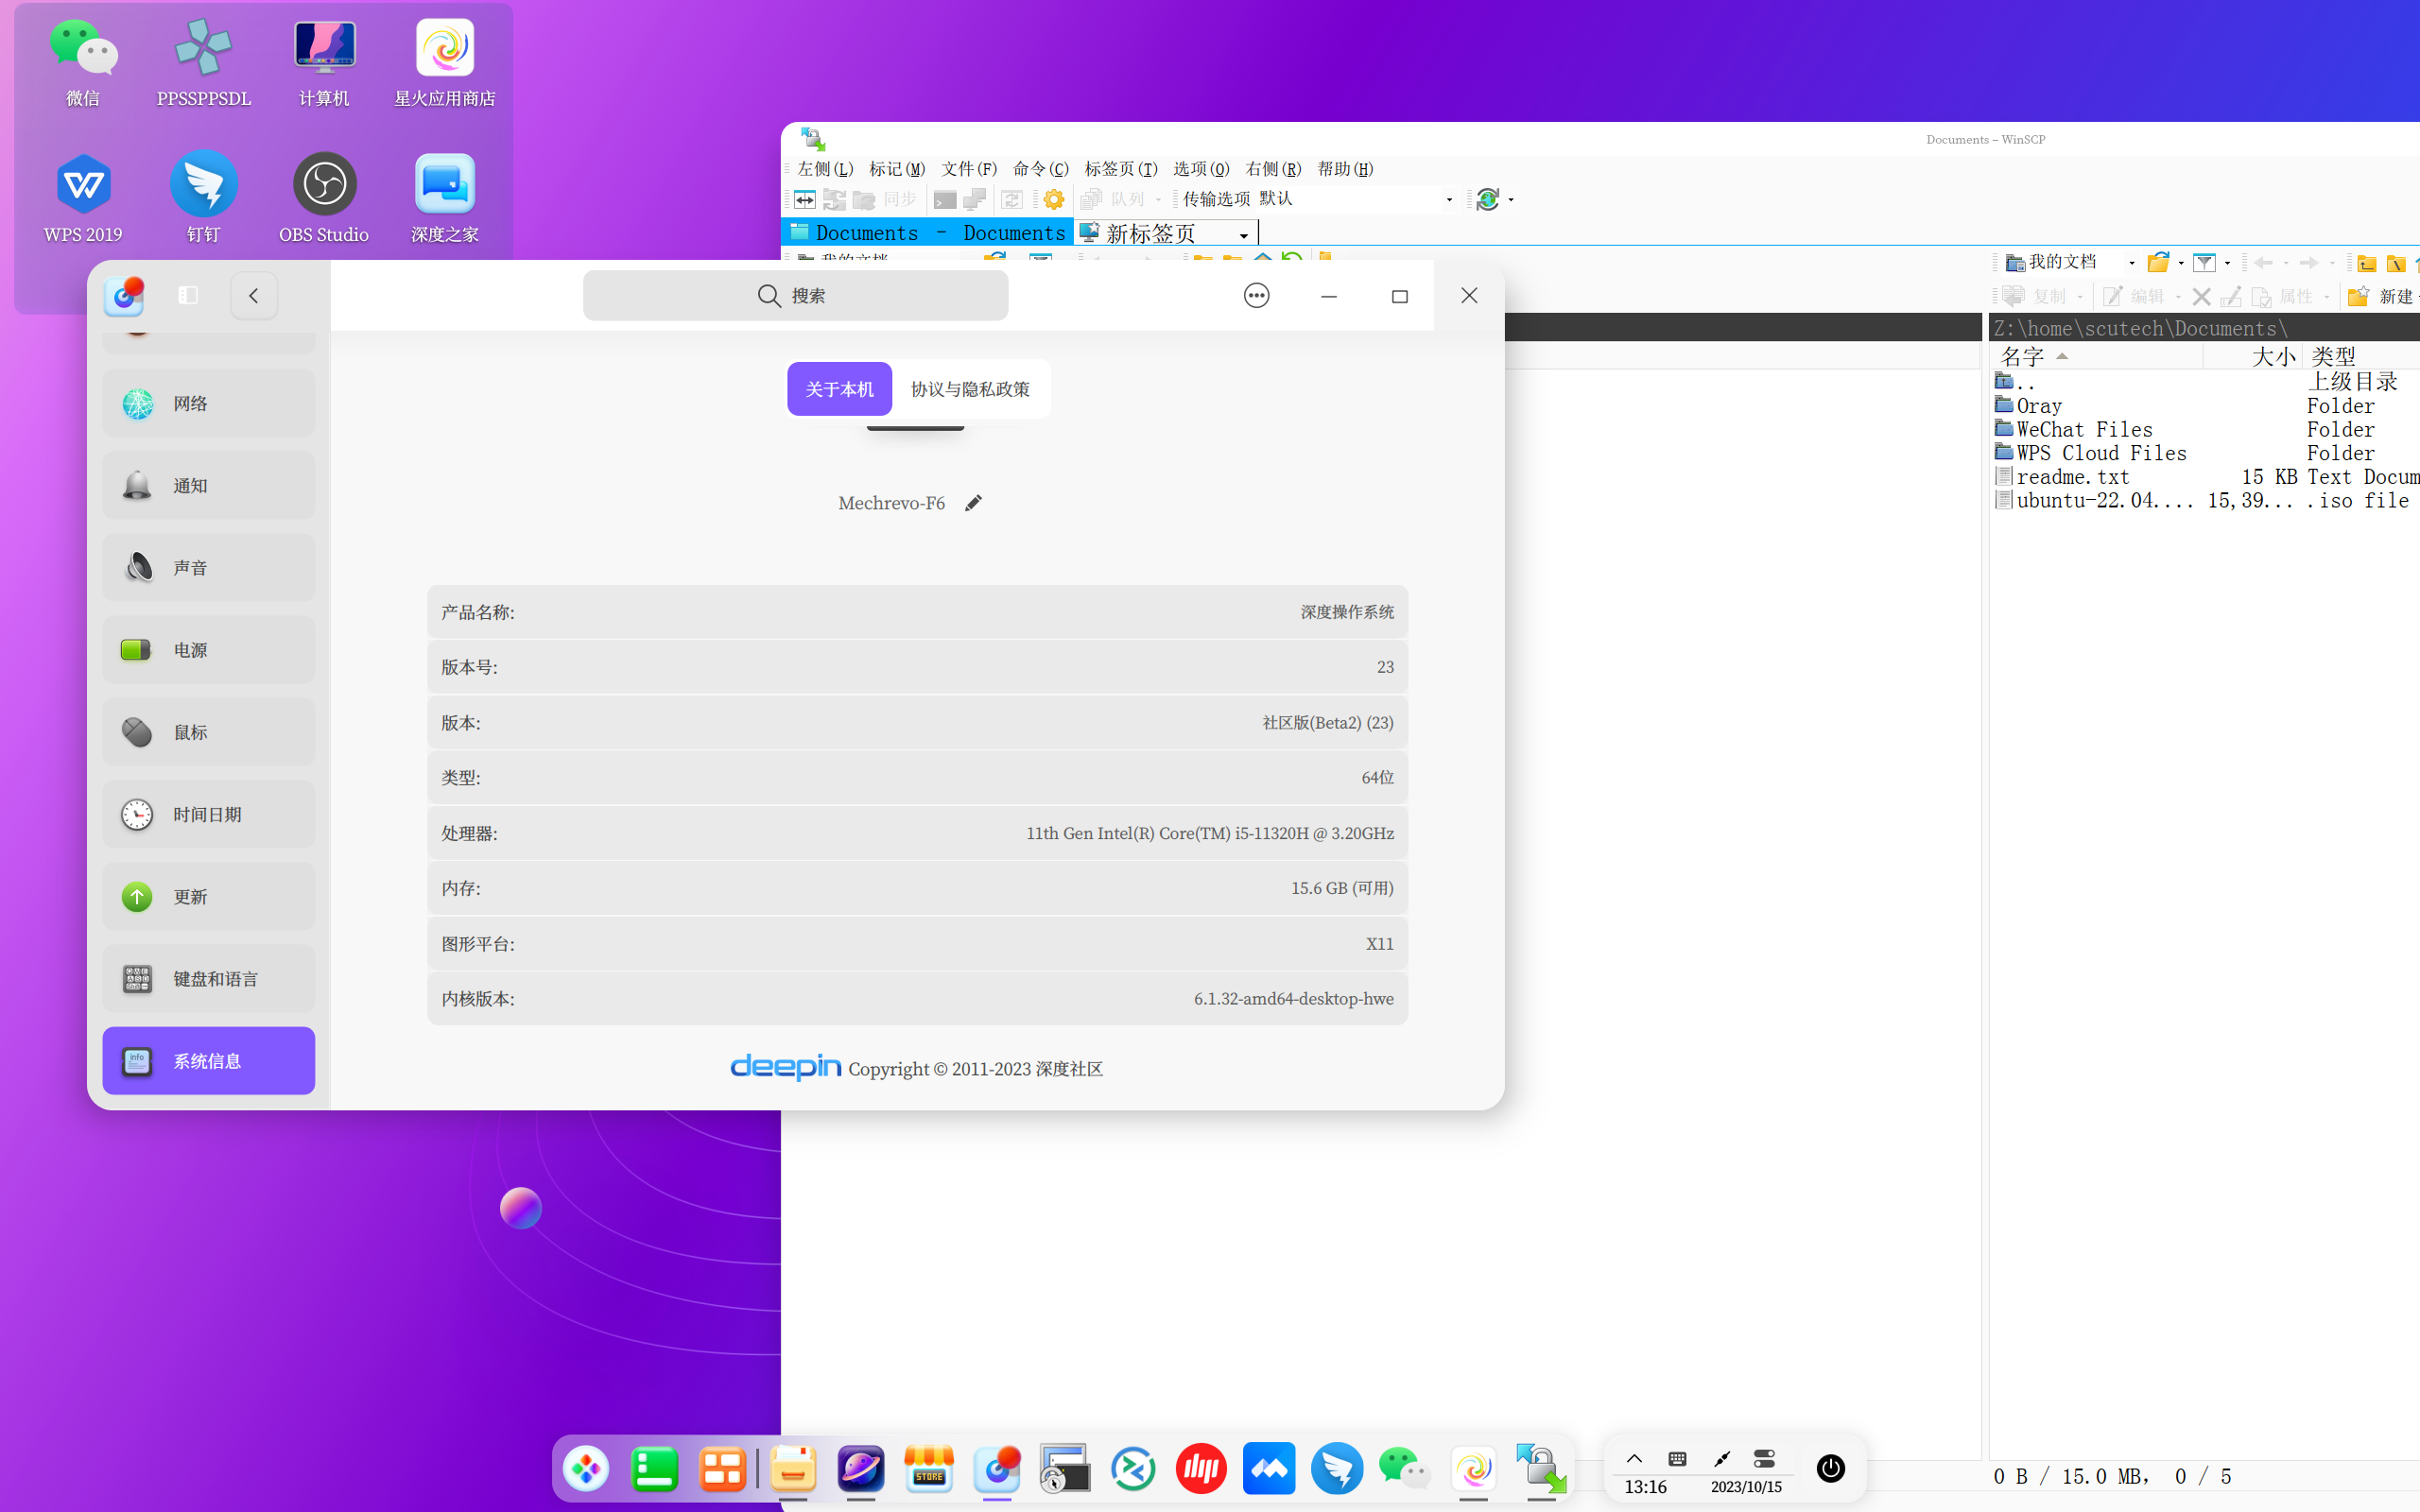 微信
PPSSPPSDL
计算机
星火应用商店
WPS 2019
钉钉
OBS Studio
深度之家
Documents – WinSCP
左侧(L) 标记(M) 文件(F) 命令(C) 标签页(T) 选项(O) 右侧(R) 帮助(H)
同步
队列
传输选项 默认
Documents - Documents
新标签页
我的文档
复制
编辑
属性
新建
Z:\home\scutech\Documents\
名字 大小 类型
.. 上级目录
Oray Folder
WeChat Files Folder
WPS Cloud Files Folder
readme.txt 15 KB Text Docum
ubuntu-22.04.... 15,39... .iso file
0 B / 15.0 MB, 0 / 5
搜索
网络
通知
声音
电源
鼠标
时间日期
更新
键盘和语言
系统信息
关于本机
协议与隐私政策
Mechrevo-F6
产品名称: 深度操作系统
版本号: 23
版本: 社区版(Beta2) (23)
类型: 64位
处理器: 11th Gen Intel(R) Core(TM) i5-11320H @ 3.20GHz
内存: 15.6 GB (可用)
图形平台: X11
内核版本: 6.1.32-amd64-desktop-hwe
deepin Copyright © 2011-2023 深度社区
STORE
13:16
2023/10/15